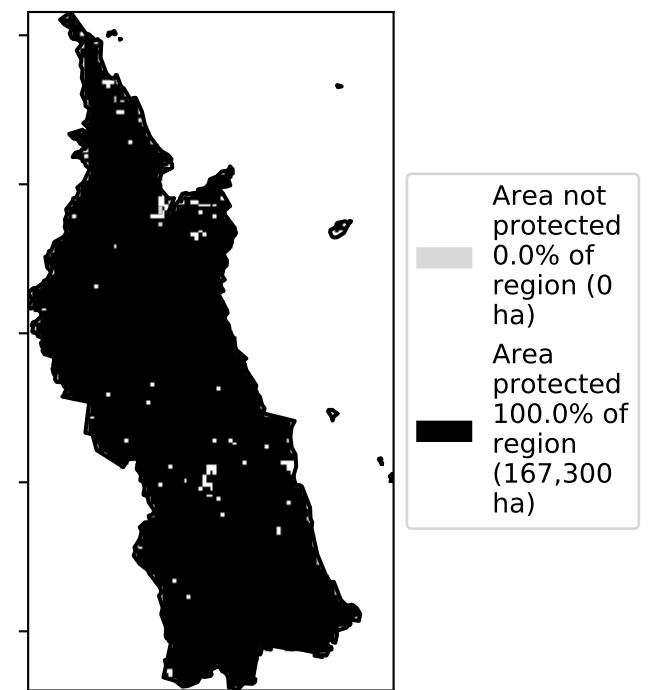 Area not
protected
0.0% of
region (0
ha)
Area
protected
100.0% of
region
(167,300
ha)